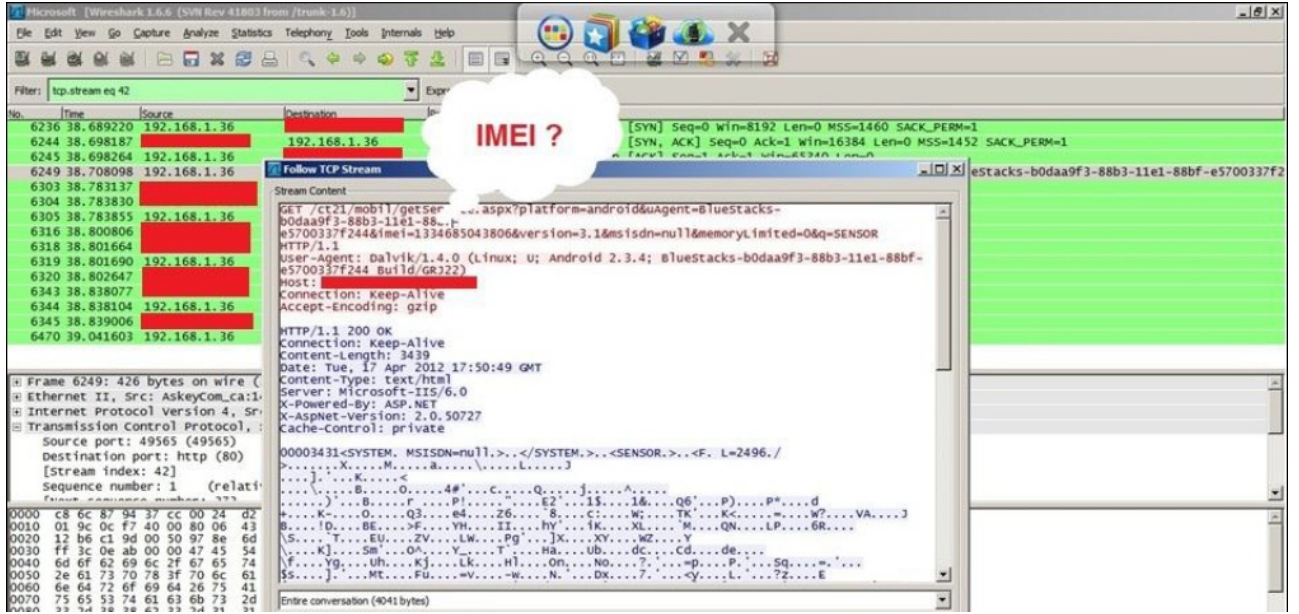 Microsoft [Wireshark 1.6.6 (SVN Rev 41803 from /trunk-1.6)]
File Edit View Go Capture Analyze Statistics Telephony Tools Internals Help
Filter: tcp.stream eq 42
No. Time Source Destination
6236 38.689220 192.168.1.36 [SYN] Seq=0 Win=8192 Len=0 MSS=1460 SACK_PERM=1
6244 38.698187 192.168.1.36 [SYN, ACK] Seq=0 Ack=1 Win=16384 Len=0 MSS=1452 SACK_PERM=1
6245 38.698264 192.168.1.36 [ACK] Seq=1 Ack=1 Win=65340 Len=0
6249 38.708098 192.168.1.36 eStacks-b0daa9f3-88b3-11e1-88bf-e5700337f2
6303 38.783137
6304 38.783830
6305 38.783855 192.168.1.36
6316 38.800806
6318 38.801664
6319 38.801690 192.168.1.36
6320 38.802647
6343 38.838077
6344 38.838104 192.168.1.36
6345 38.839006
6470 39.041603 192.168.1.36
IMEI ?
Follow TCP Stream
Stream Content
GET /ct21/mobil/getSer .aspx?platform=android&uAgent=BlueStacks-
b0daa9f3-88b3-11e1-88
e5700337f244&imei=1334685043806&version=3.1&msisdn=null&memoryLimited=0&q=SENSOR
HTTP/1.1
User-Agent: Dalvik/1.4.0 (Linux; U; Android 2.3.4; BlueStacks-b0daa9f3-88b3-11e1-88bf-
e5700337f244 Build/GRJ22)
Host:
Connection: Keep-Alive
Accept-Encoding: gzip
HTTP/1.1 200 OK
Connection: Keep-Alive
Content-Length: 3439
Date: Tue, 17 Apr 2012 17:50:49 GMT
Content-Type: text/html
Server: Microsoft-IIS/6.0
X-Powered-By: ASP.NET
X-AspNet-Version: 2.0.50727
Cache-Control: private
00003431<SYSTEM. MSISDN=null.>..</SYSTEM.>..<SENSOR.>..<F. L=2496./
Entire conversation (4041 bytes)
Frame 6249: 426 bytes on wire (
Ethernet II, Src: AskeyCom_ca:1
Internet Protocol Version 4, Sr
Transmission Control Protocol,
Source port: 49565 (49565)
Destination port: http (80)
[Stream index: 42]
Sequence number: 1 (relati
0000 c8 6c 87 94 37 cc 00 24 d2
0010 01 9c 0c f7 40 00 80 06 43
0020 12 b6 c1 9d 00 50 97 8e 6d
0030 ff 3c 0e ab 00 00 47 45 54
0040 6d 6f 62 69 6c 2f 67 65 74
0050 2e 61 73 70 78 3f 70 6c 61
0060 6e 64 72 6f 69 64 26 75 41
0070 75 65 53 74 61 63 6b 73 2d